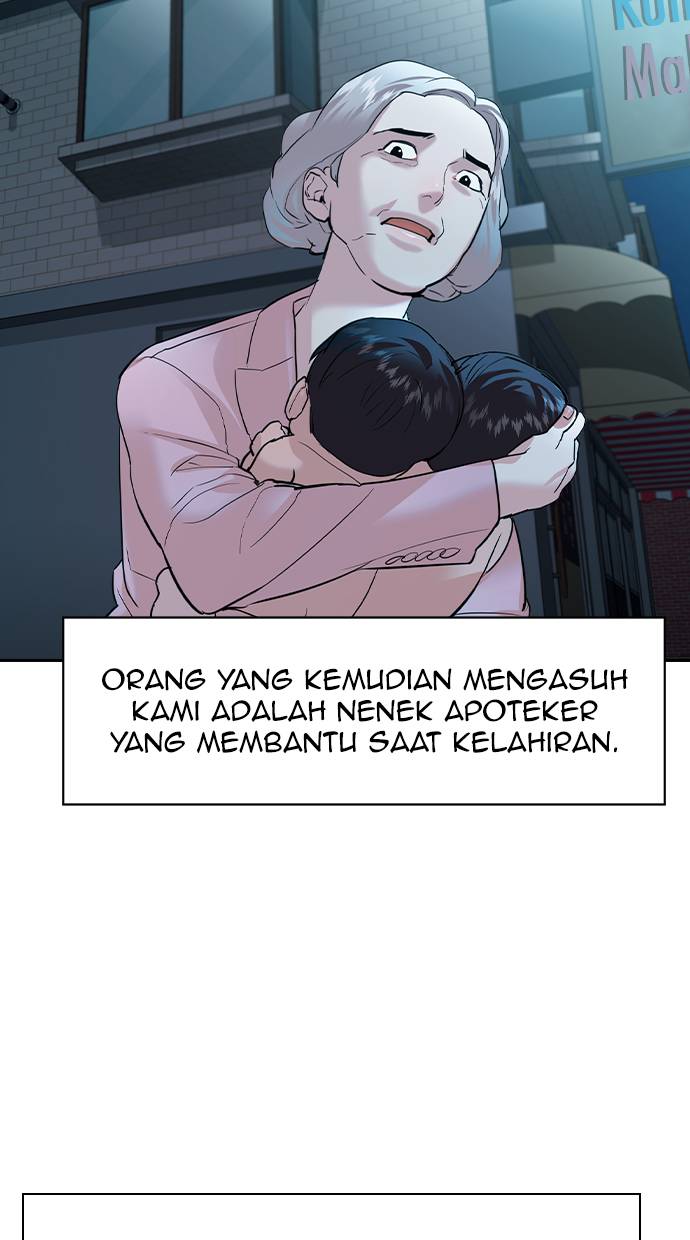 ORANG YANG KEMUDIAN MENGASUH
KAMI ADALAH NENEK APOTEKER
YANG MEMBANTU SAAT KELAHIRAN.